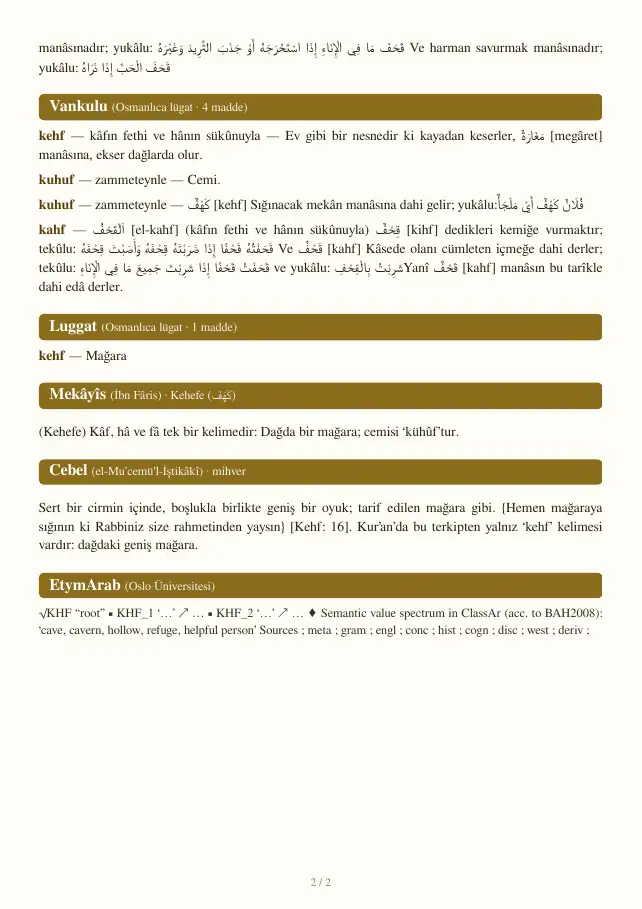 manâsınadır; yukâlu: قَحَفَ مَا فِي الْإِنَاءِ إِذَا اسْتَخْرَجَهُ أَوْ جَذَبَ الثَّرِيدَ وَغَيْرَهُ Ve harman savurmak manâsınadır;
yukâlu: قَحَفَ الْحَبَّ إِذَا ذَرَاهُ
Vankulu (Osmanlıca lügat · 4 madde)
kehf — kâfın fethi ve hânın sükûnuyla — Ev gibi bir nesnedir ki kayadan keserler, مَغَارَةٌ [megâret]
manâsına, ekser dağlarda olur.
kuhuf — zammeteynle — Cemi.
kuhuf — zammeteynle — كَهْفٌ [kehf] Sığınacak mekân manâsına dahi gelir; yukâlu:فُلَانٌ كَهْفٌ أَيْ مَلْجَأٌ
kahf — اَلْقَحْفُ [el-kahf] (kâfın fethi ve hânın sükûnuyla) قِحْفٌ [kihf] dedikleri kemiğe vurmaktır;
tekûlu: قَحَفْتُهُ قَحْفًا إِذَا ضَرَبْتَهُ قِحْفَهُ وَأَصَبْتَ قِحْفَهُ Ve قَحْفٌ [kahf] Kâsede olanı cümleten içmeğe dahi derler;
tekûlu: قَحَفْتُ قَحْفًا إِذَا شَرِبْتَ جَمِيعَ مَا فِي الْإِنَاءِ ve yukâlu: شَرِبْتُ بِالْقِحْفِYanî قَحْفٌ [kahf] manâsın bu tarîkle
dahi edâ derler.
Luggat (Osmanlıca lügat · 1 madde)
kehf — Mağara
Mekâyîs (İbn Fâris) · Kehefe (كَهَفَ)
(Kehefe) Kâf, hâ ve fâ tek bir kelimedir: Dağda bir mağara; cemisi ‘kühûf’tur.
Cebel (el-Mu'cemü'l-İştikâkî) · mihver
Sert bir cirmin içinde, boşlukla birlikte geniş bir oyuk; tarif edilen mağara gibi. {Hemen mağaraya
sığının ki Rabbiniz size rahmetinden yaysın} [Kehf: 16]. Kur’an’da bu terkipten yalnız ‘kehf’ kelimesi
vardır: dağdaki geniş mağara.
EtymArab (Oslo Üniversitesi)
√KHF “root” ▪ KHF_1 ‘…’ ↗ … ▪ KHF_2 ‘…’ ↗ … ♦ Semantic value spectrum in ClassAr (acc. to BAH2008):
‘cave, cavern, hollow, refuge, helpful person’ Sources ; meta ; gram ; engl ; conc ; hist ; cogn ; disc ; west ; deriv ;
2 / 2